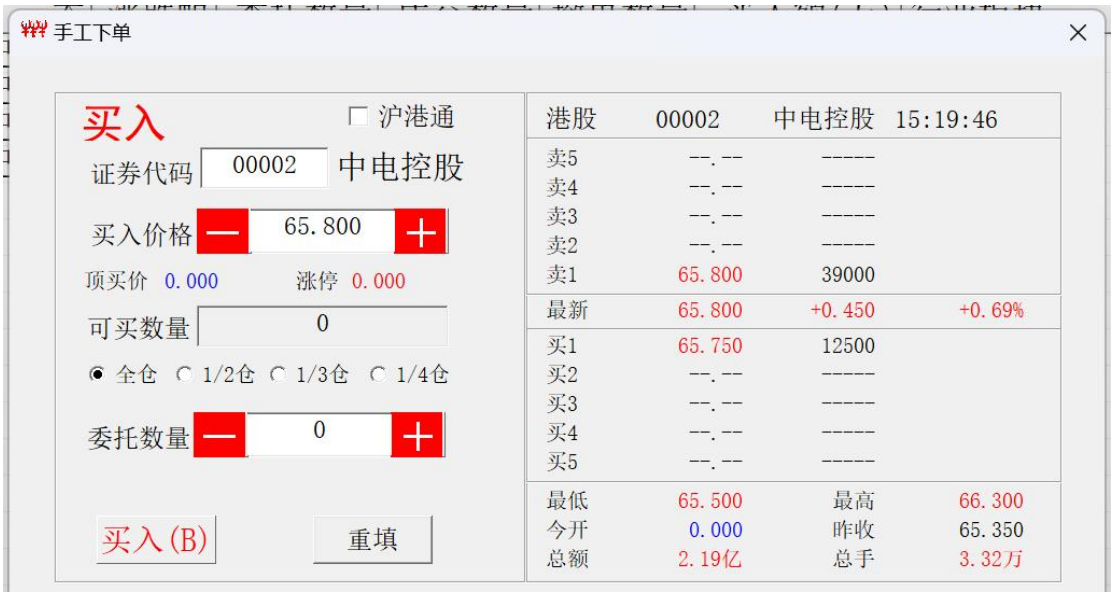 手工下单
买入
沪港通
证券代码 00002 中电控股
买入价格 65.800
顶买价 0.000 涨停 0.000
可买数量 0
全仓 1/2仓 1/3仓 1/4仓
委托数量 0
买入(B) 重填
港股 00002 中电控股 15:19:46
卖5 --.-- -----
卖4 --.-- -----
卖3 --.-- -----
卖2 --.-- -----
卖1 65.800 39000
最新 65.800 +0.450 +0.69%
买1 65.750 12500
买2 --.-- -----
买3 --.-- -----
买4 --.-- -----
买5 --.-- -----
最低 65.500 最高 66.300
今开 0.000 昨收 65.350
总额 2.19亿 总手 3.32万